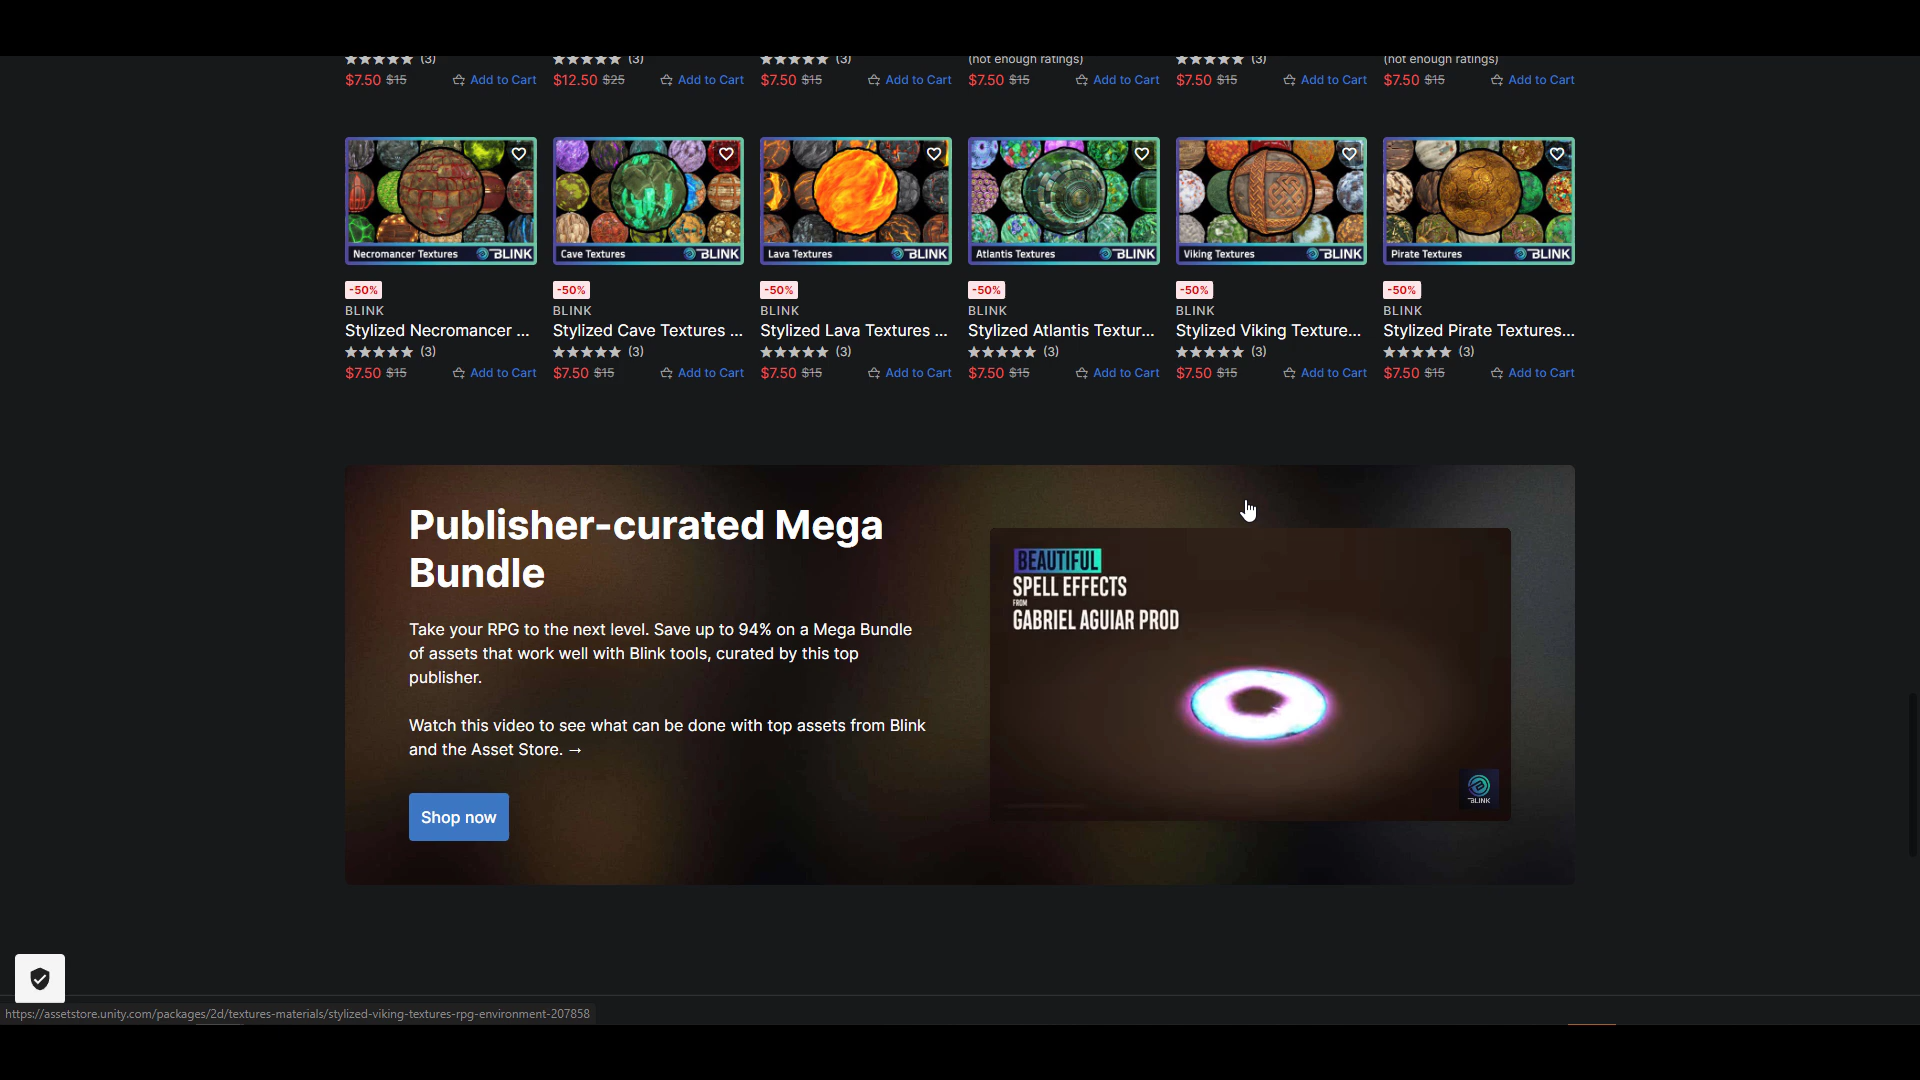 (3) (3) (3) (not enough ratings) (3) (not enough ratings)
$7.50 $15 Add to Cart $12.50 $25 Add to Cart $7.50 $15 Add to Cart $7.50 $15 Add to Cart $7.50 $15 Add to Cart $7.50 $15 Add to Cart
Necromancer Textures BLINK Cave Textures BLINK Lava Textures BLINK Atlantis Textures BLINK Viking Textures BLINK Pirate Textures BLINK
-50% -50% -50% -50% -50% -50%
BLINK BLINK BLINK BLINK BLINK BLINK
Stylized Necromancer ... Stylized Cave Textures ... Stylized Lava Textures ... Stylized Atlantis Textur... Stylized Viking Texture... Stylized Pirate Textures...
(3) (3) (3) (3) (3) (3)
$7.50 $15 Add to Cart $7.50 $15 Add to Cart $7.50 $15 Add to Cart $7.50 $15 Add to Cart $7.50 $15 Add to Cart $7.50 $15 Add to Cart
Publisher-curated Mega
Bundle
Take your RPG to the next level. Save up to 94% on a Mega Bundle
of assets that work well with Blink tools, curated by this top
publisher.
Watch this video to see what can be done with top assets from Blink
and the Asset Store. →
Shop now
BEAUTIFUL
SPELL EFFECTS
FROM
GABRIEL AGUIAR PROD
BLINK
https://assetstore.unity.com/packages/2d/textures-materials/stylized-viking-textures-rpg-environment-207858